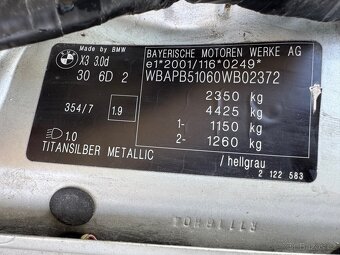 Made by BMW
BAYERISCHE MOTOREN WERKE AG
X3 3.0d
e1*2001/116*0249*
30 6D 2
WBAPB51060WB02372
2350 kg
354/7 1.9
4425 kg
1- 1150 kg
1.0
2- 1260 kg
TITANSILBER METALLIC
/hellgrau
2 122 583